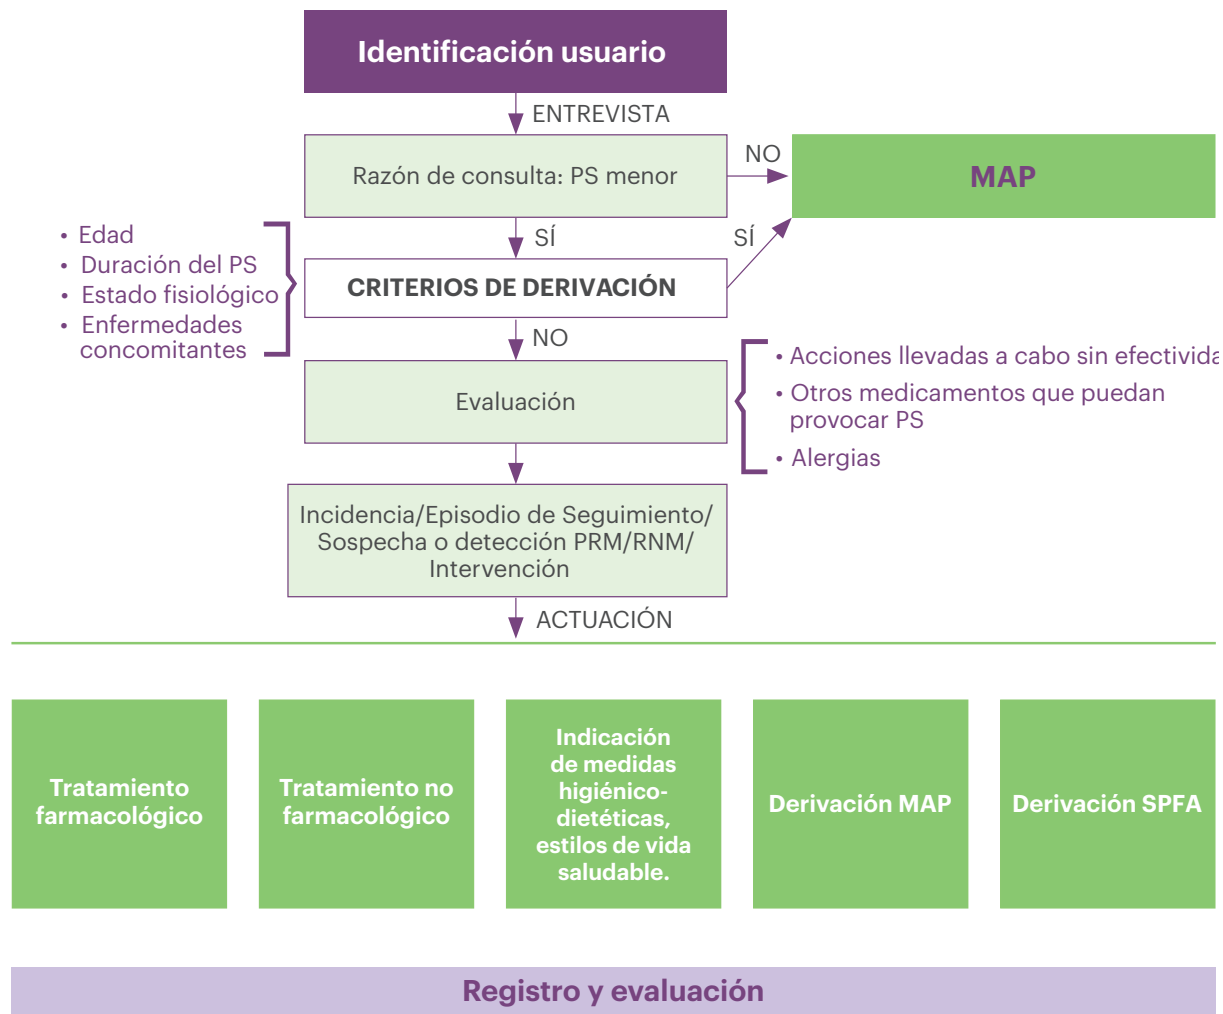 Identificación usuario
ENTREVISTA
Razón de consulta: PS menor
NO
MAP
SÍ
SÍ
• Edad
• Duración del PS
• Estado fisiológico
• Enfermedades
concomitantes
CRITERIOS DE DERIVACIÓN
NO
Evaluación
• Acciones llevadas a cabo sin
• Otros medicamentos que puedan
provocar PS
• Alergias
Incidencia/Episodio de Seguimiento/
Sospecha o detección PRM/RNM/
Intervención
ACTUACIÓN
Tratamiento
farmacológico
Tratamiento no
farmacológico
Indicación
de medidas
higiénico-
dietéticas,
estilos de vida
saludable.
Derivación MAP
Derivación SPFA
Registro y evaluación